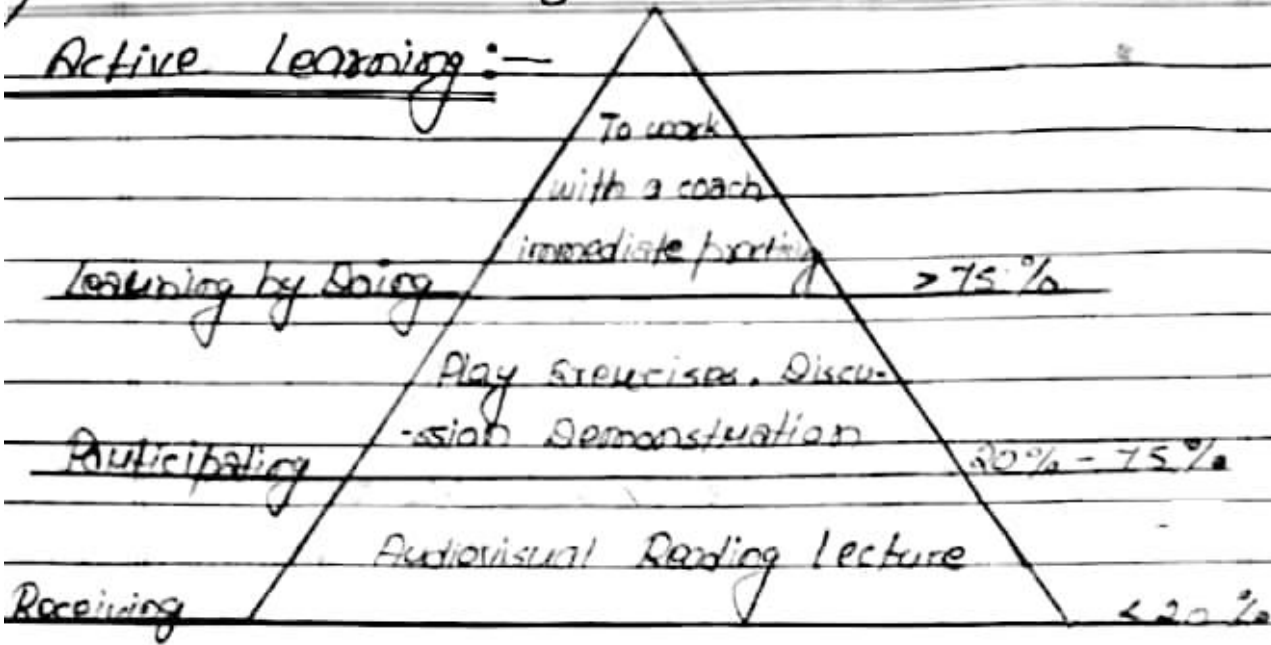 Active Learning :-
To work
with a coach
immediate practicing
Learning by Doing >75%
Play Exercises. Discu-
-ssion Demonstration
Participating 20% - 75%
Audiovisual Reading lecture
Receiving <20%